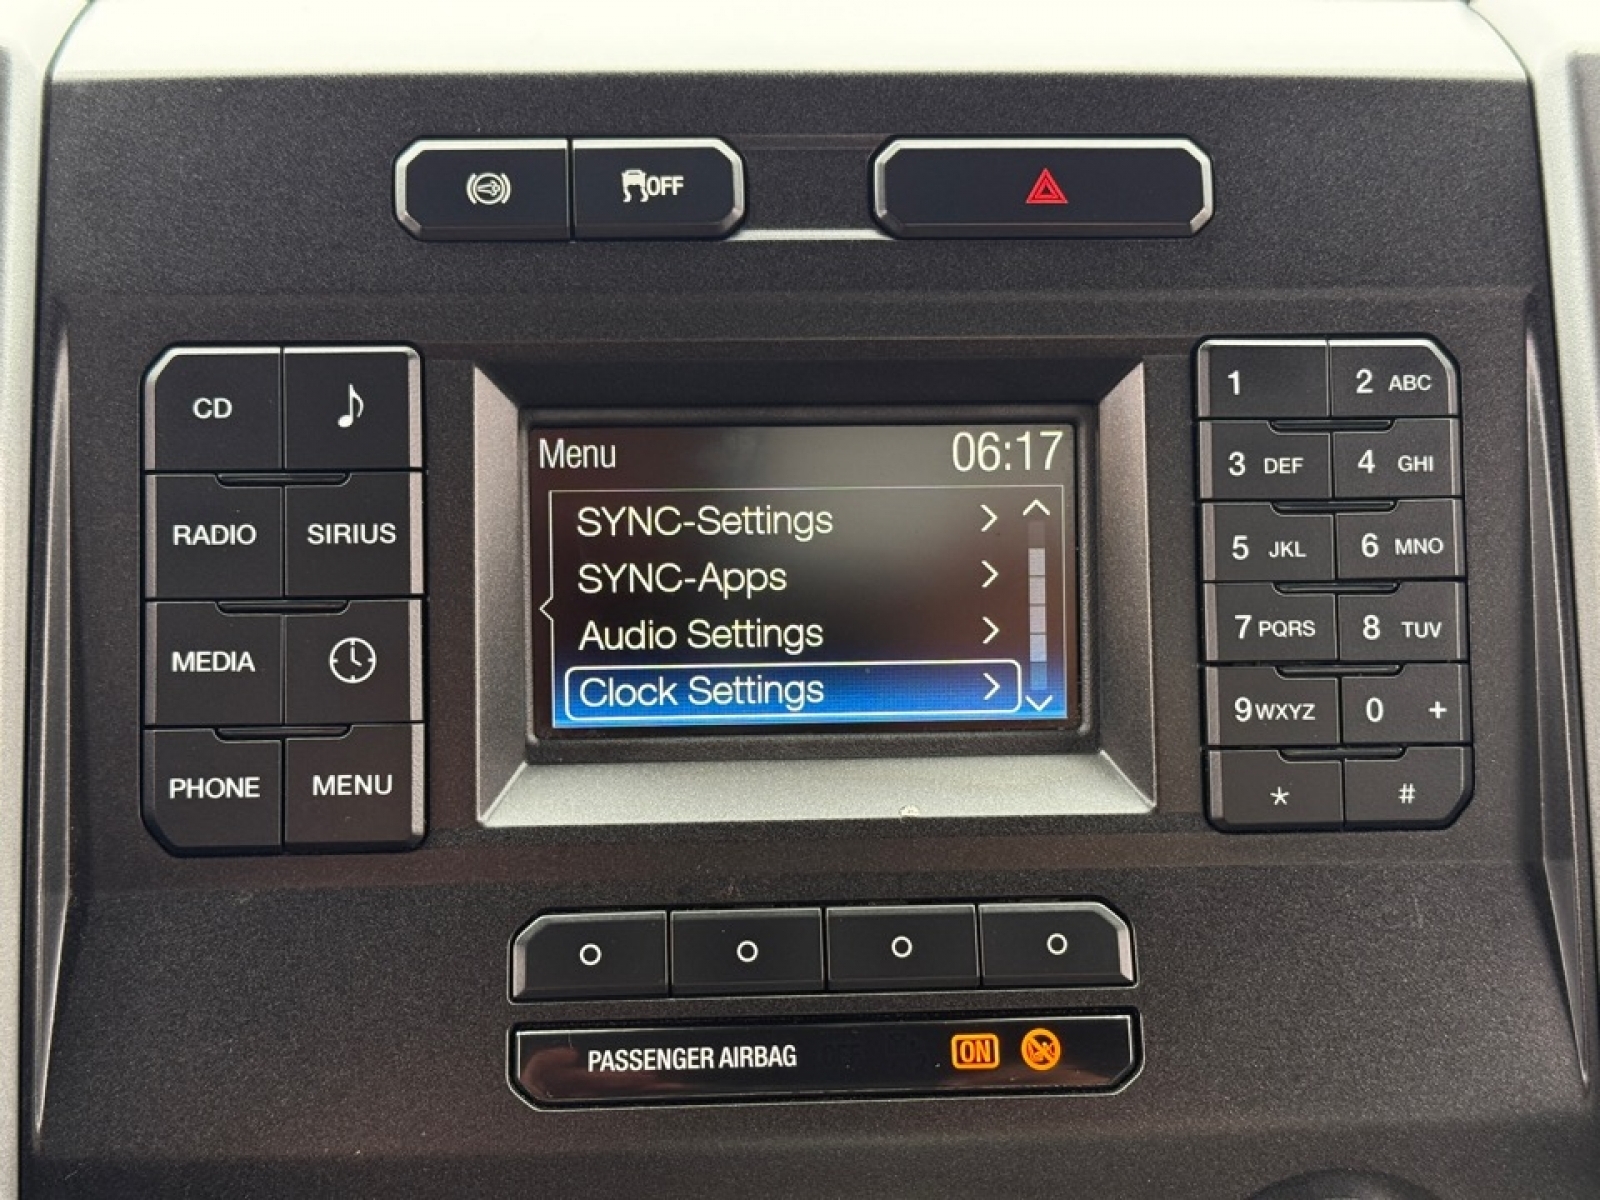 OFF
CD
RADIO SIRIUS
MEDIA
PHONE MENU
Menu 06:17
SYNC-Settings
SYNC-Apps
Audio Settings
Clock Settings
1 2 ABC
3 DEF 4 GHI
5 JKL 6 MNO
7 PQRS 8 TUV
9 WXYZ 0 +
* #
PASSENGER AIRBAG ON